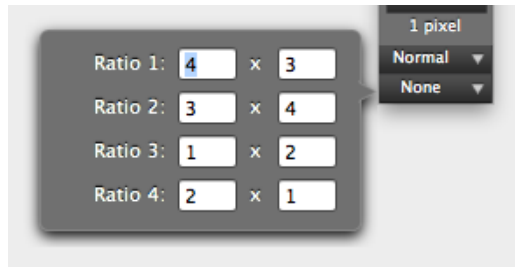 1 pixel
Normal ▼
None ▼
Ratio 1: 4 x 3
Ratio 2: 3 x 4
Ratio 3: 1 x 2
Ratio 4: 2 x 1